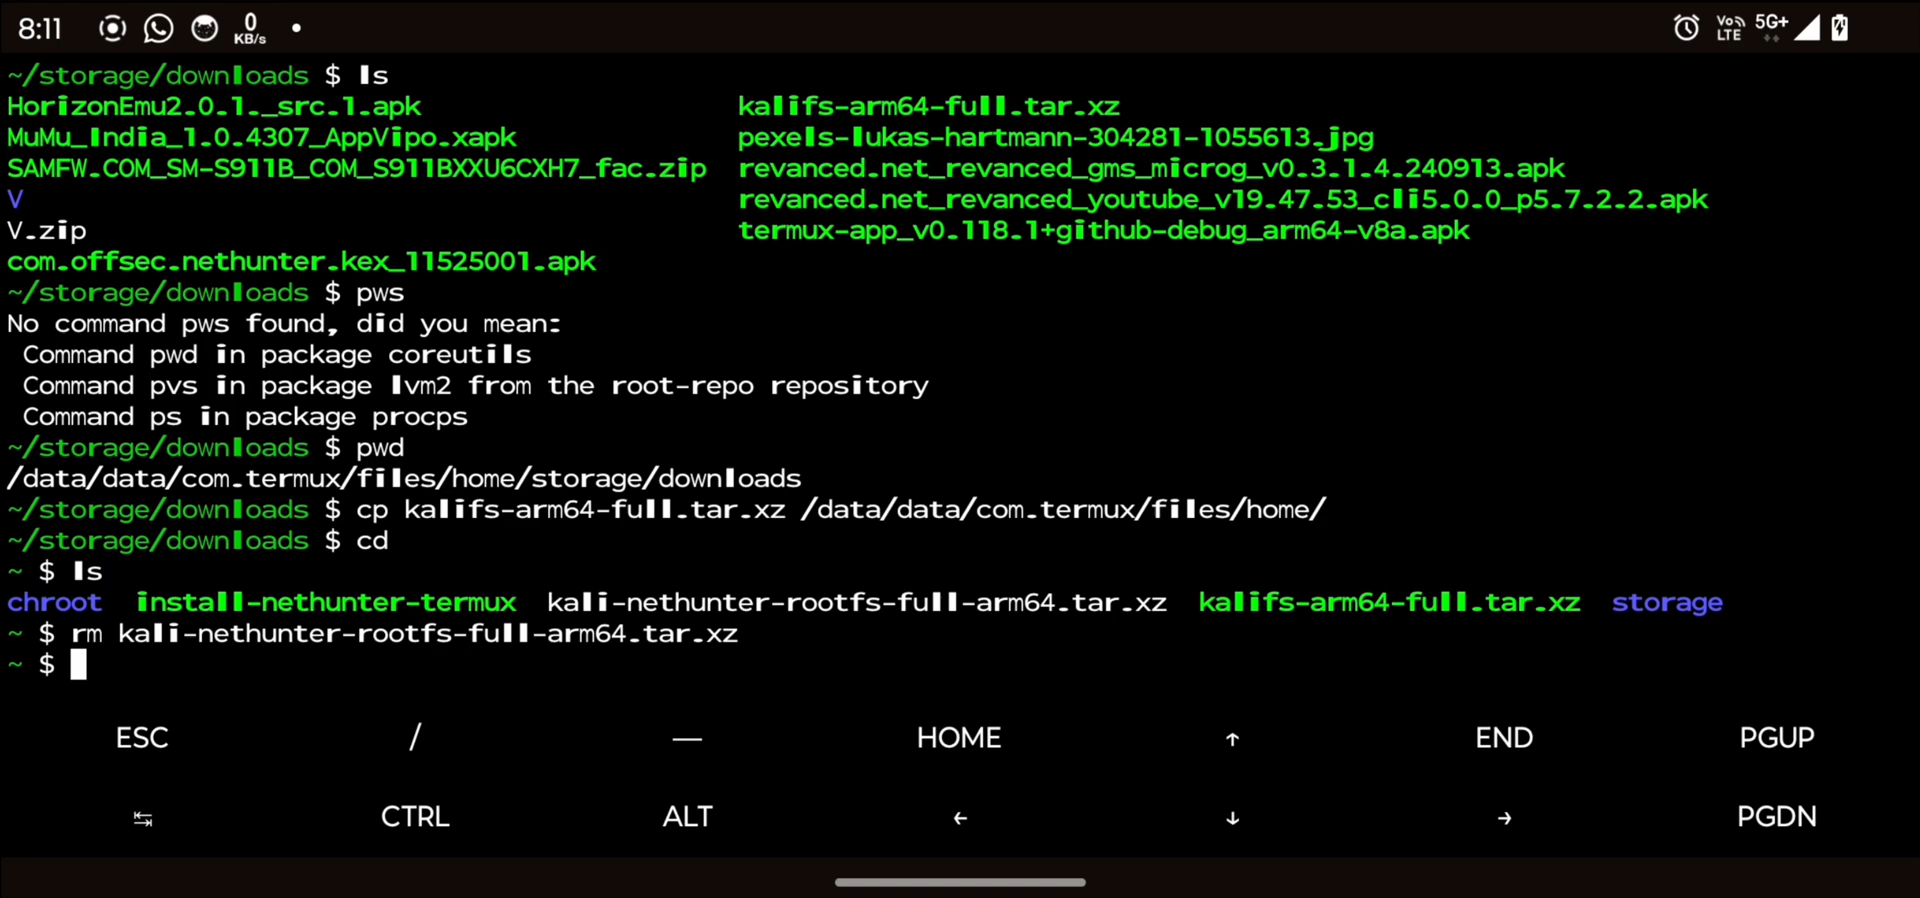 8:11 0 KB/s Vo LTE 5G+
~/storage/downloads $ ls
HorizonEmu2.0.1._src.1.apk kalifs-arm64-full.tar.xz
MuMu_India_1.0.4307_AppVipo.xapk pexels-lukas-hartmann-304281-1055613.jpg
SAMFW.COM_SM-S911B_COM_S911BXXU6CXH7_fac.zip revanced.net_revanced_gms_microg_v0.3.1.4.240913.apk
V revanced.net_revanced_youtube_v19.47.53_cli5.0.0_p5.7.2.2.apk
V.zip termux-app_v0.118.1+github-debug_arm64-v8a.apk
com.offsec.nethunter.kex_11525001.apk
~/storage/downloads $ pws
No command pws found, did you mean:
Command pwd in package coreutils
Command pvs in package lvm2 from the root-repo repository
Command ps in package procps
~/storage/downloads $ pwd
/data/data/com.termux/files/home/storage/downloads
~/storage/downloads $ cp kalifs-arm64-full.tar.xz /data/data/com.termux/files/home/
~/storage/downloads $ cd
~ $ ls
chroot install-nethunter-termux kali-nethunter-rootfs-full-arm64.tar.xz kalifs-arm64-full.tar.xz storage
~ $ rm kali-nethunter-rootfs-full-arm64.tar.xz
~ $
ESC / — HOME ↑ END PGUP
↹ CTRL ALT ← ↓ → PGDN